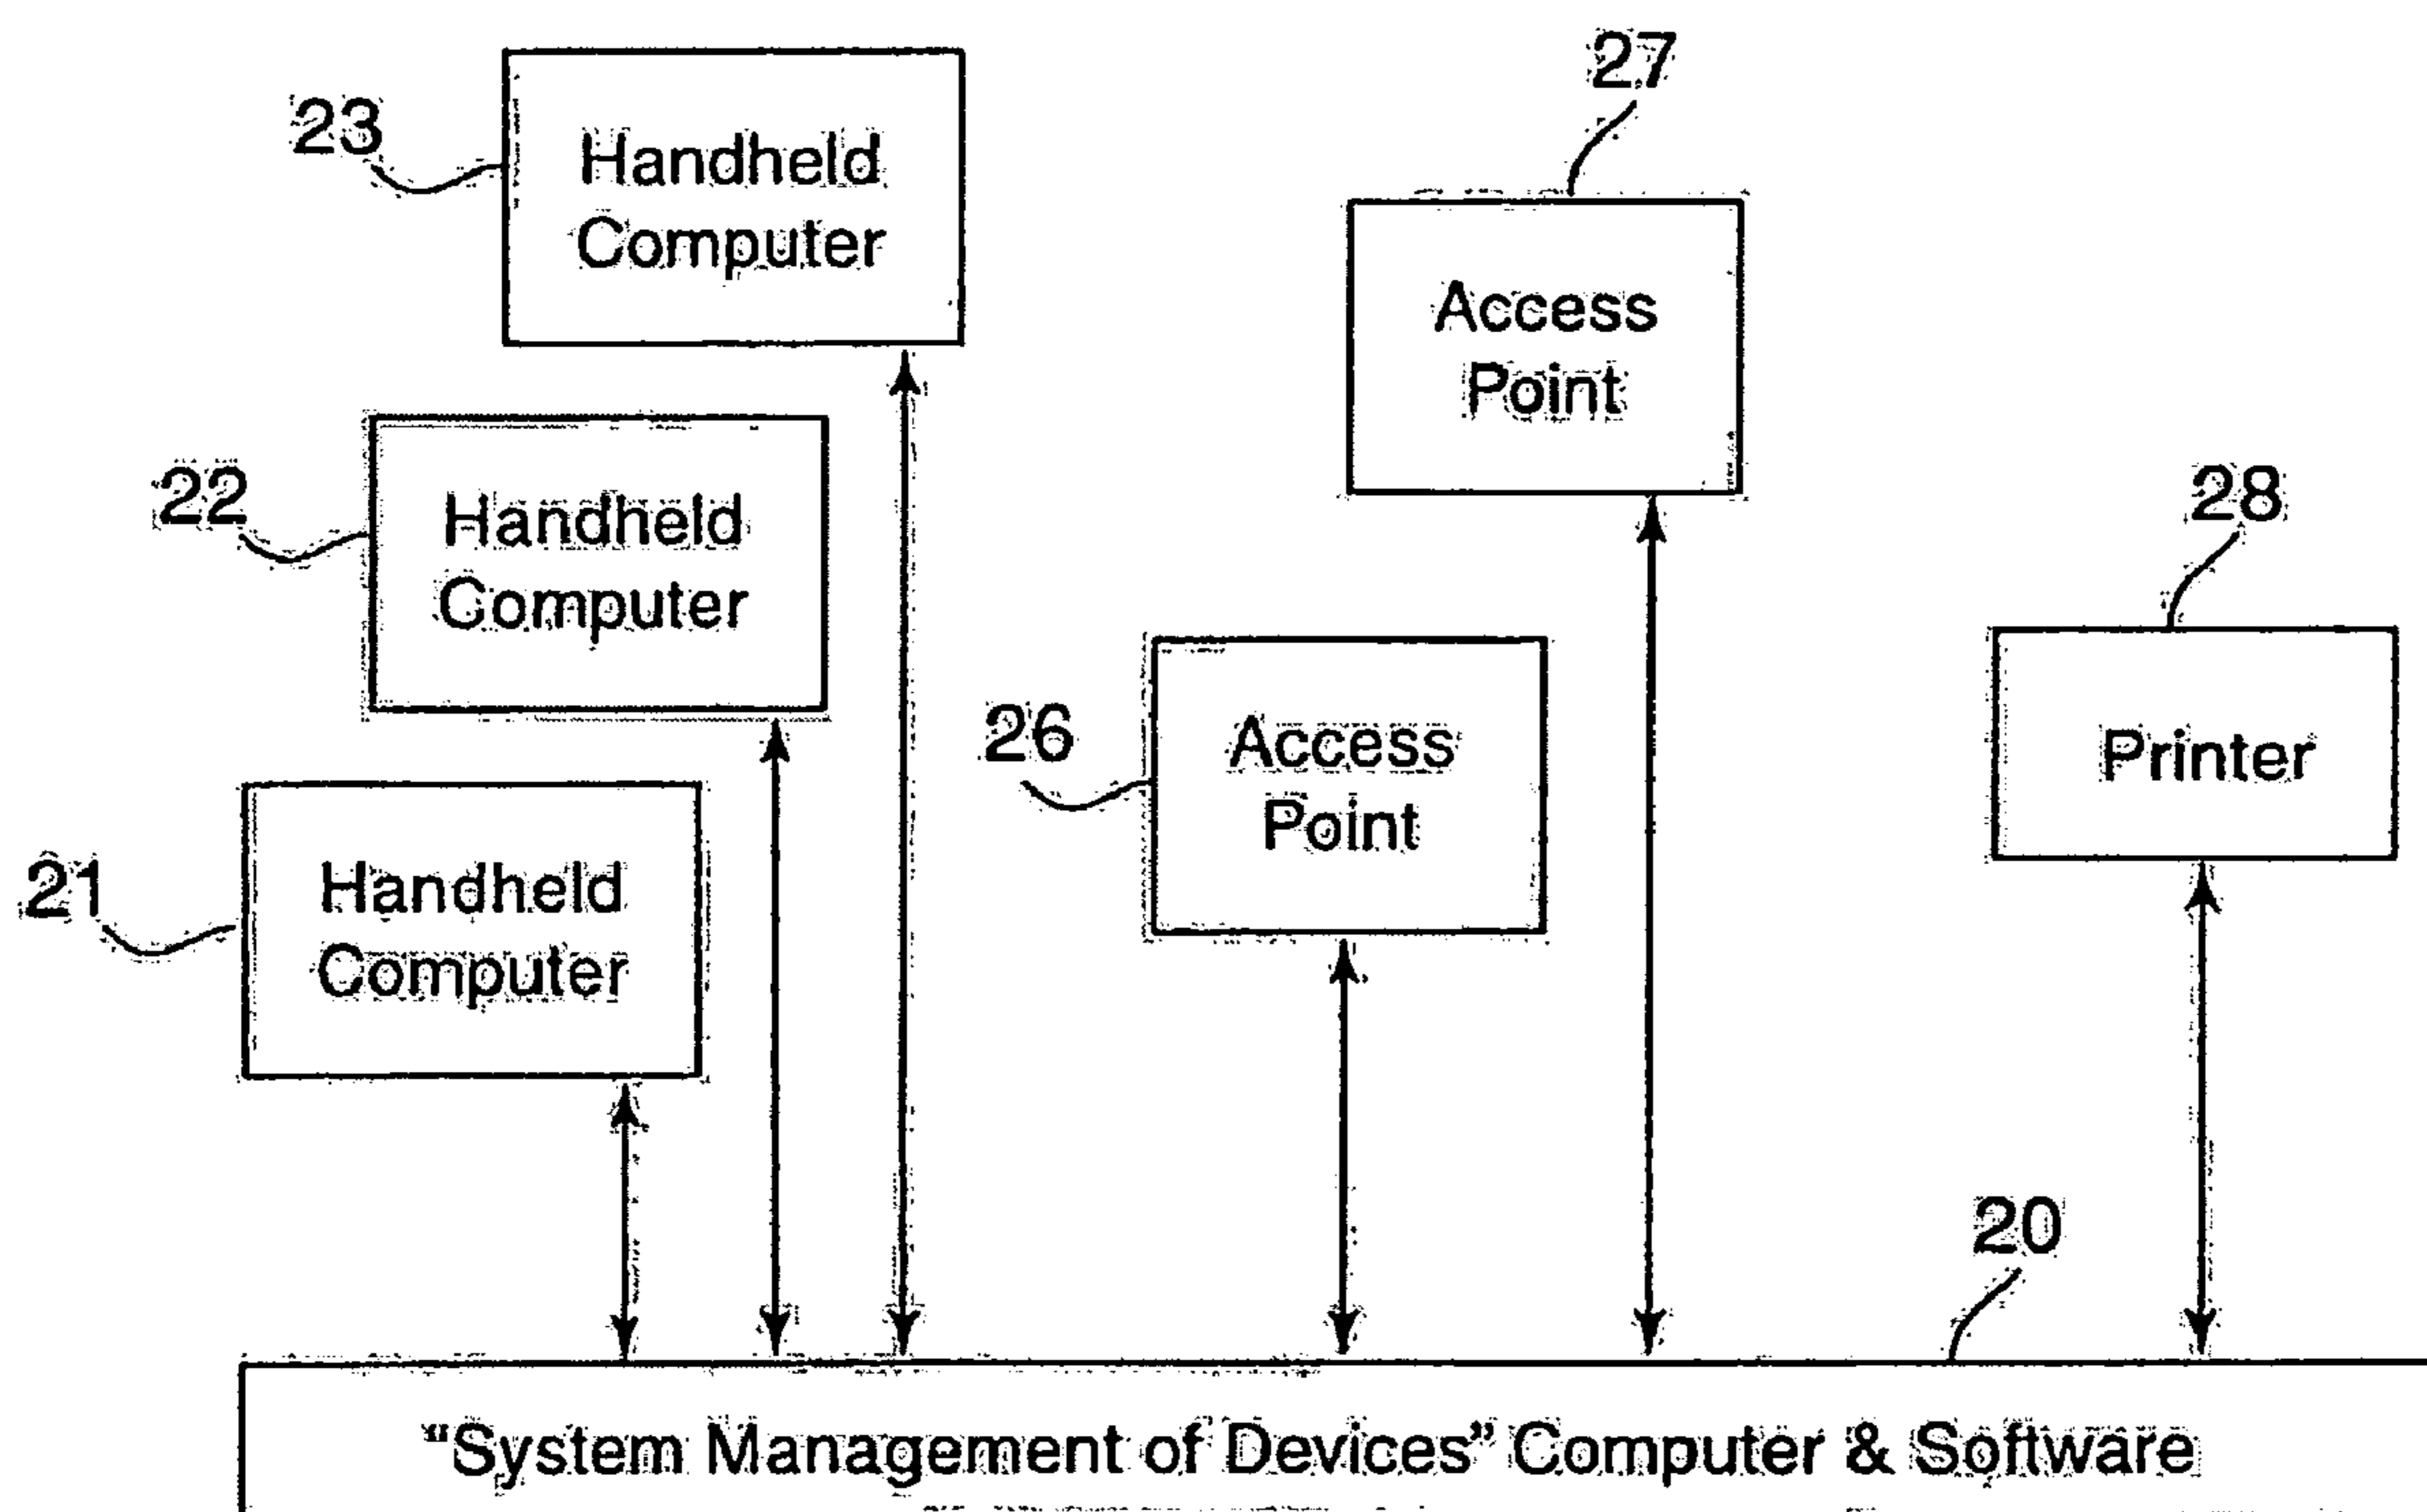 27
23
Handheld
Computer
Access
Point
22
Handheld
Computer
28
26
Access
Point
Printer
21
Handheld
Computer
20
"System Management of Devices" Computer & Software